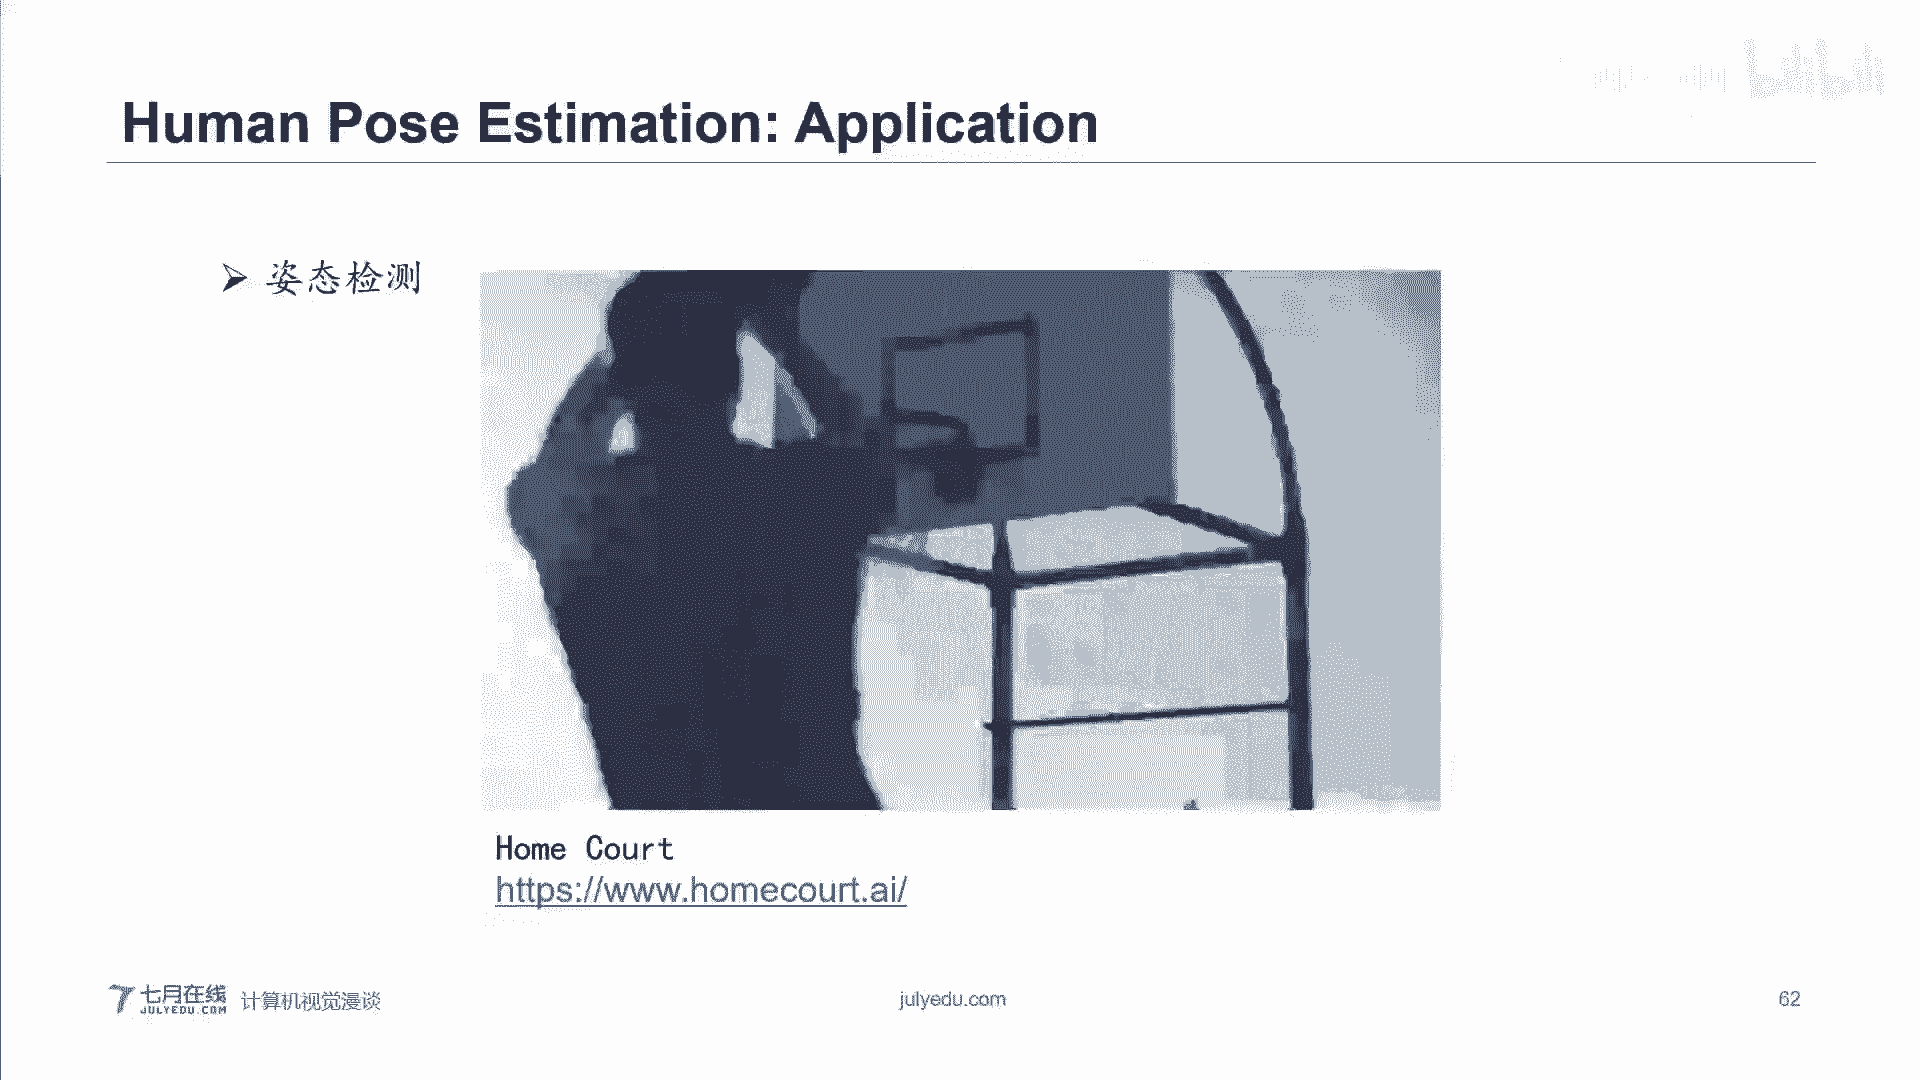 bilibili
Human Pose Estimation: Application
➢ 姿态检测
Home Court
https://www.homecourt.ai/
七月在线
JULYEDU.COM
计算机视觉漫谈
julyedu.com
62